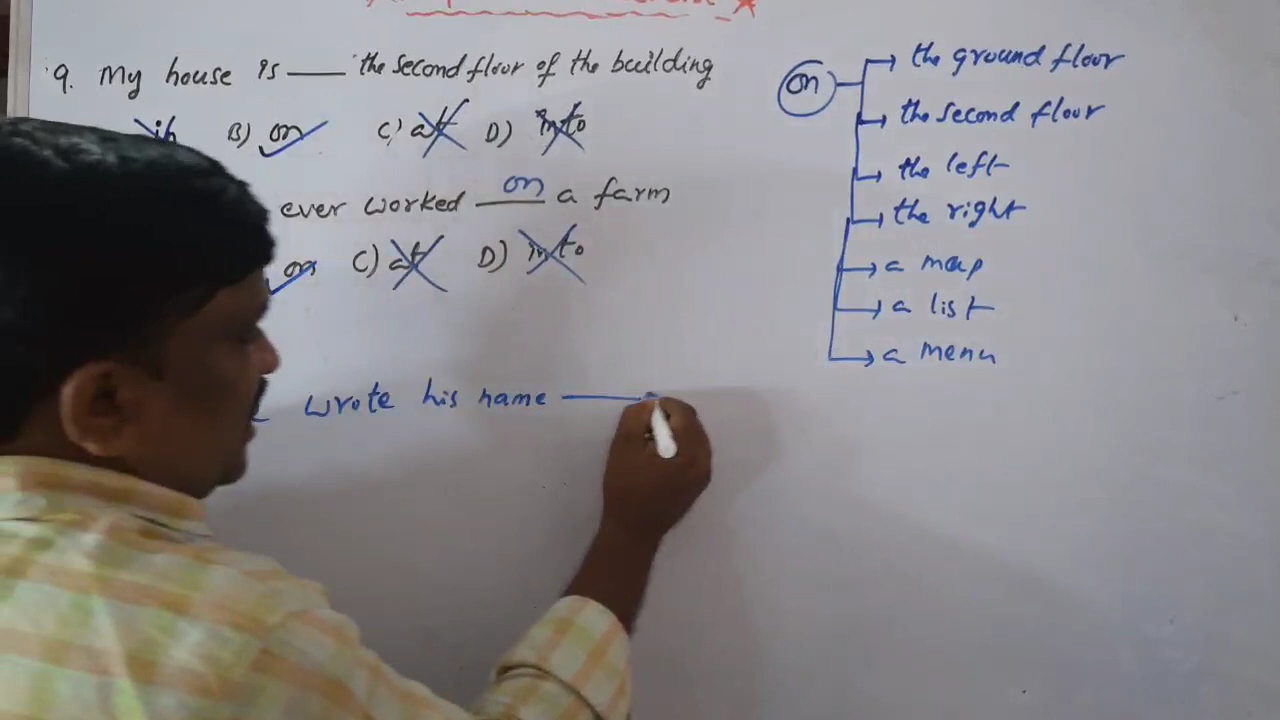 9. My house is ___ the second floor of the building
in B) on C) at D) into
ever worked on a farm
on C) at D) into
wrote his name ___
on
the ground floor
the second floor
the left
the right
a map
a list
a menu